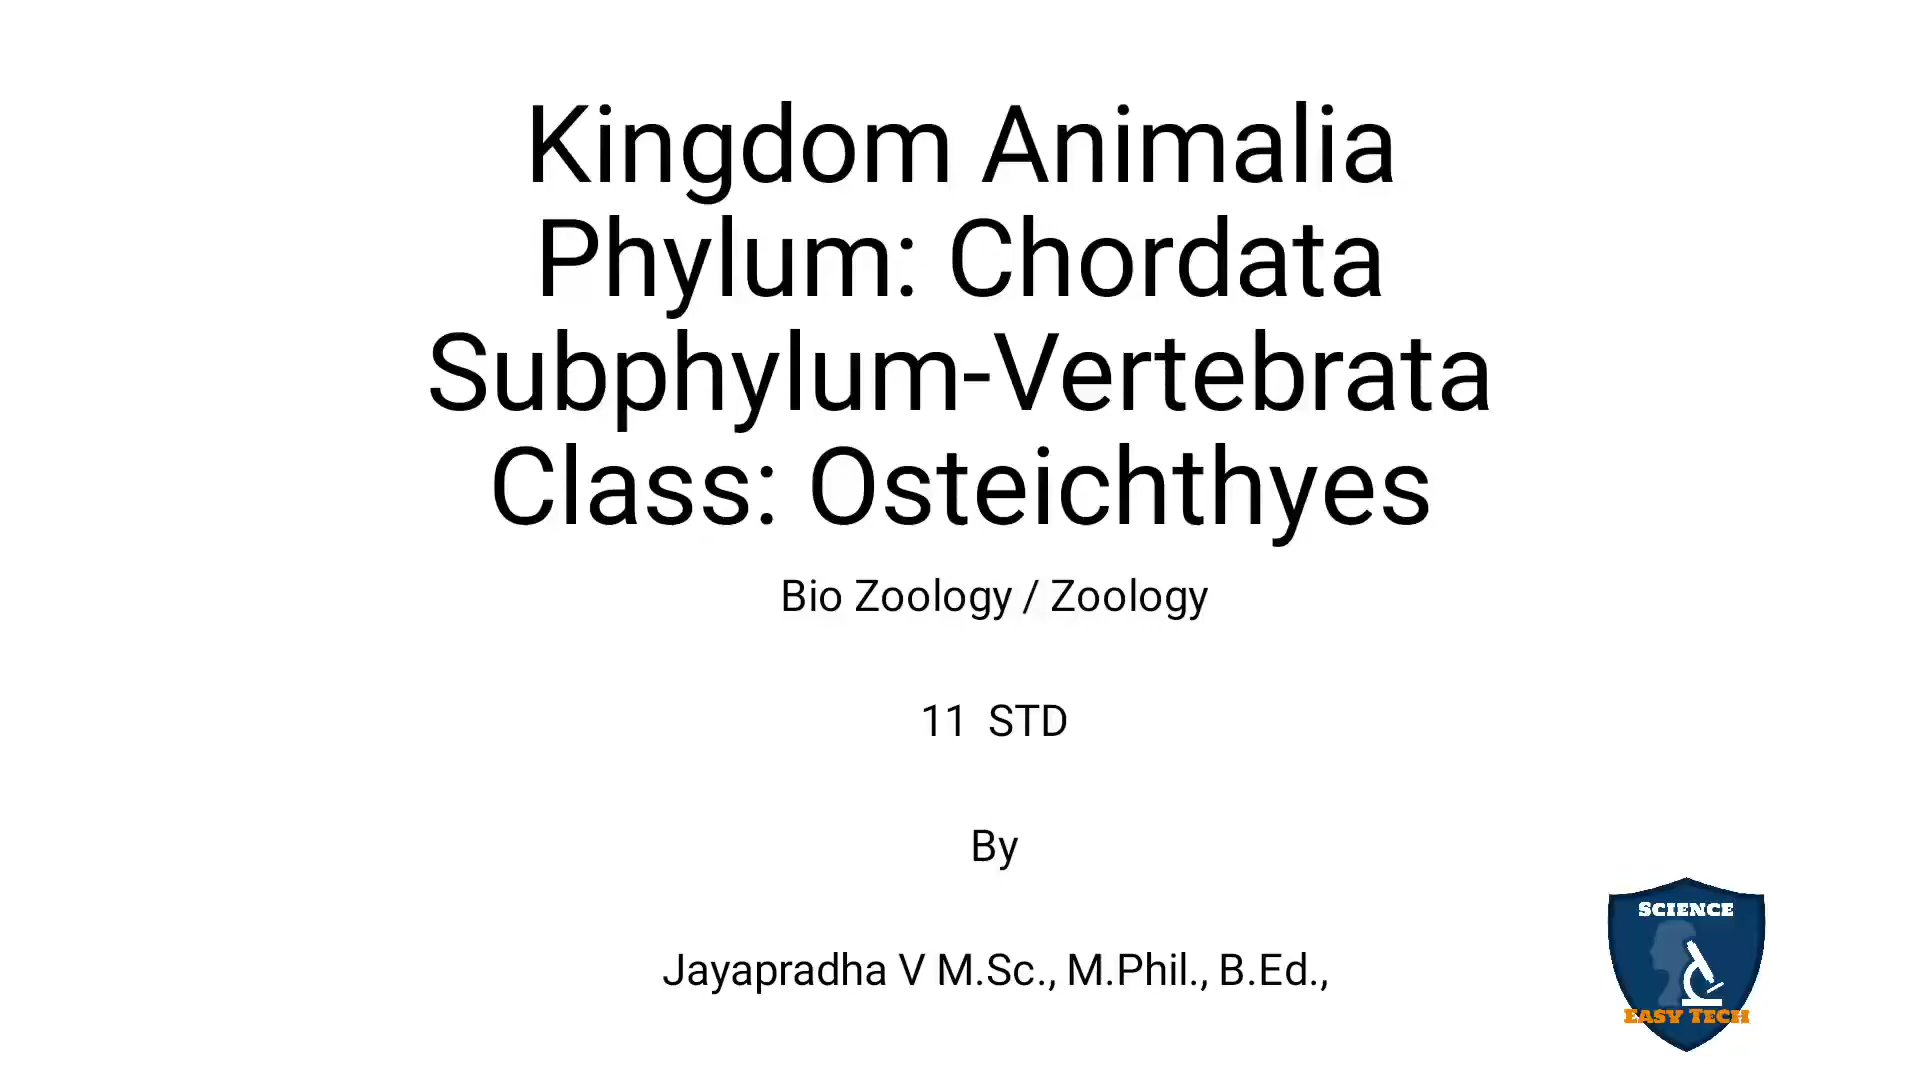 Kingdom Animalia
Phylum: Chordata
Subphylum-Vertebrata
Class: Osteichthyes
Bio Zoology / Zoology
11 STD
By
Jayapradha V M.Sc., M.Phil., B.Ed.,
SCIENCE
EASY TECH